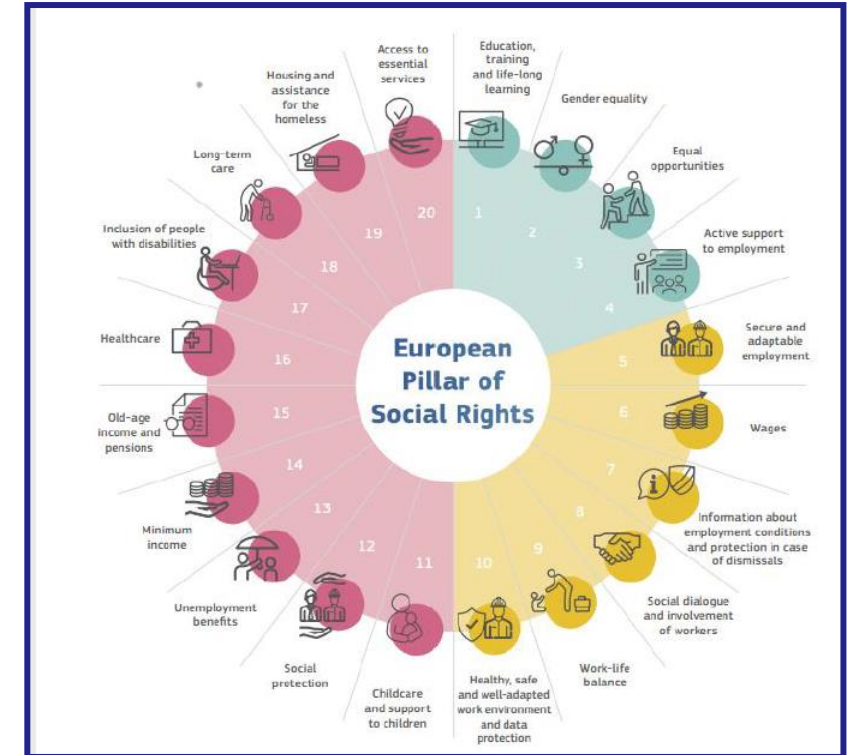 Education,
training
and life-long
learning
Gender equality
Equal
opportunities
Active support
to employment
Secure and
adaptable
employment
Wages
Information about
employment conditions
and protection in case
of dismissals
Social dialogue
and involvement
of workers
Work-life
balance
Healthy, safe
and well-adapted
work environment
and data
protection
Childcare
and support
to children
Social
protection
Unemployment
benefits
Minimum
income
Old-age
income and
pensions
Healthcare
Inclusion of people
with disabilities
Long-term
care
Housing and
assistance
for the
homeless
Access to
essential
services
1
2
3
4
5
6
7
8
9
10
11
12
13
14
15
16
17
18
19
20
European
Pillar of
Social Rights
i